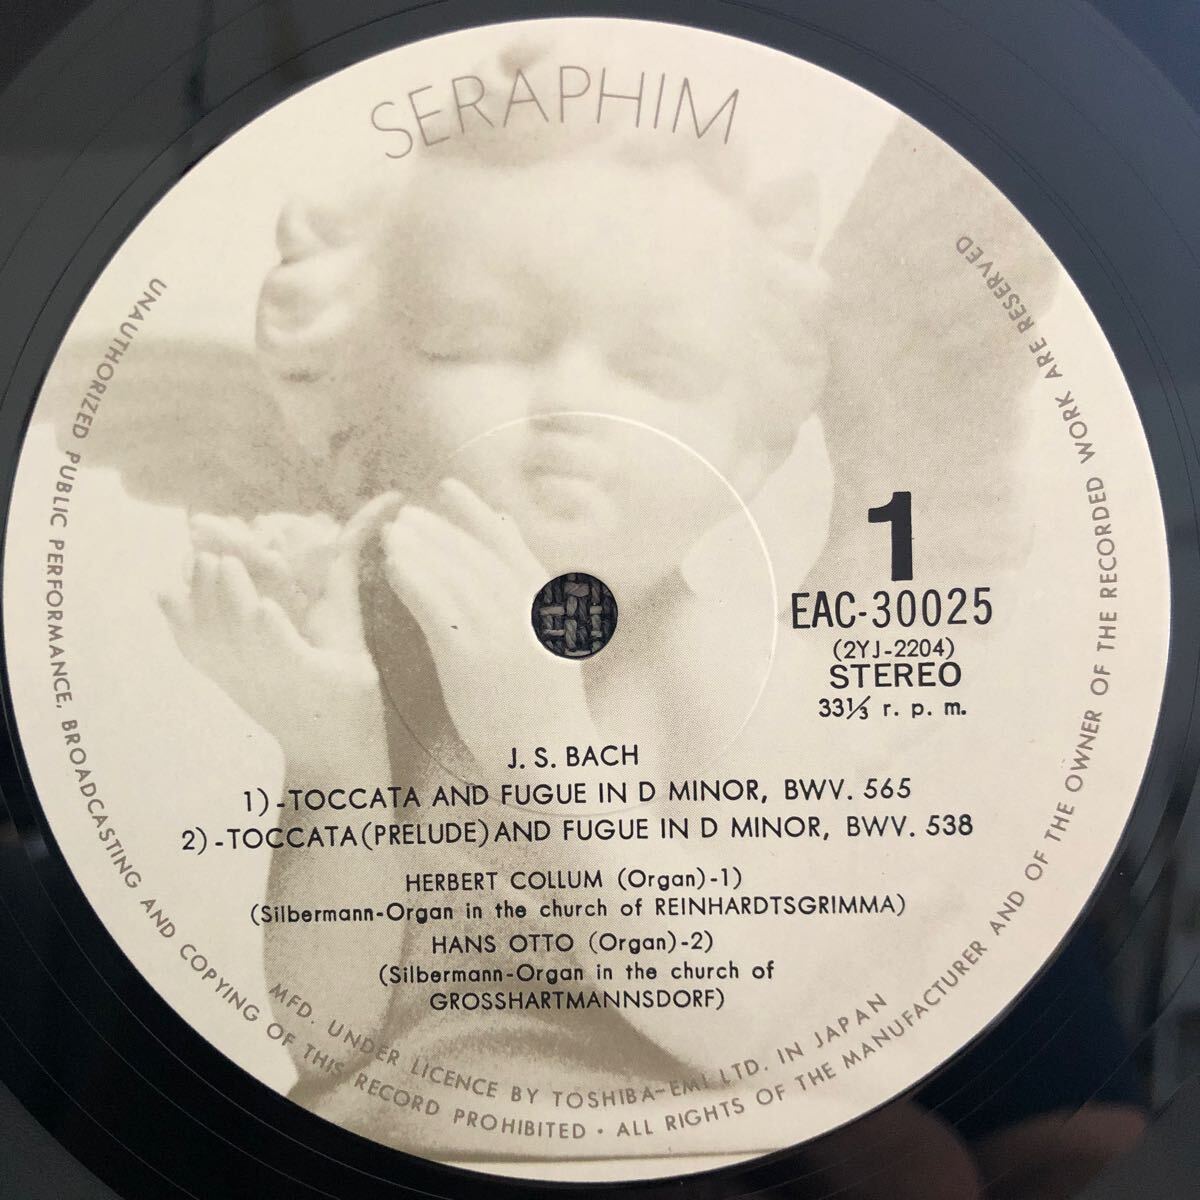 SERAPHIM
1
EAC-30025
(2YJ-2204)
STEREO
33⅓ r. p. m.
J. S. BACH
1)-TOCCATA AND FUGUE IN D MINOR, BWV. 565
2)-TOCCATA(PRELUDE)AND FUGUE IN D MINOR, BWV. 538
HERBERT COLLUM (Organ)-1)
(Silbermann-Organ in the church of REINHARDTSGRIMMA)
HANS OTTO (Organ)-2)
(Silbermann-Organ in the church of
GROSSHARTMANNSDORF)
MFD. UNDER LICENCE BY TOSHIBA-EMI LTD. IN JAPAN
UNAUTHORIZED PUBLIC PERFORMANCE, BROADCASTING AND COPYING OF THIS RECORD PROHIBITED • ALL RIGHTS OF THE MANUFACTURER AND OF THE OWNER OF THE RECORDED WORK ARE RESERVED